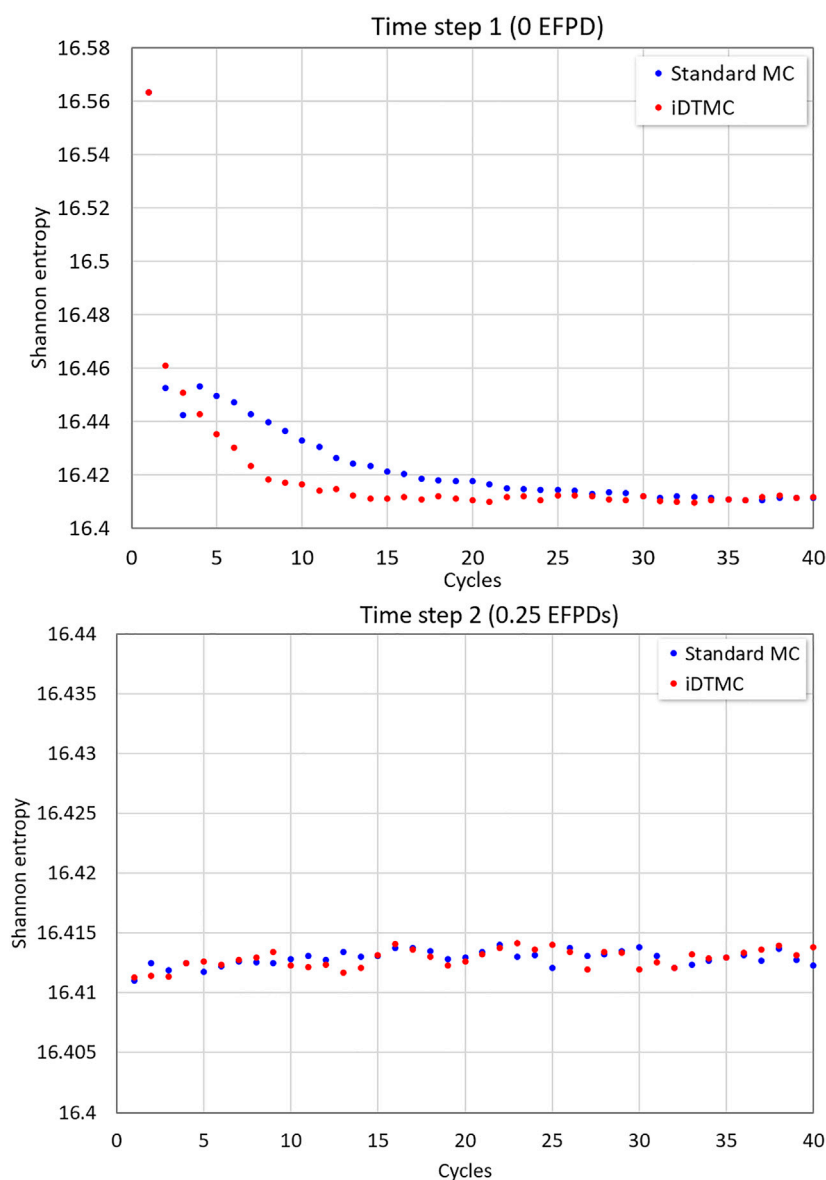 Time step 1 (0 EFPD)
Standard MC
iDTMC
Shannon entropy
16.58
16.56
16.54
16.52
16.5
16.48
16.46
16.44
16.42
16.4
0 5 10 15 20 25 30 35 40
Cycles
Time step 2 (0.25 EFPDs)
Standard MC
iDTMC
Shannon entropy
16.44
16.435
16.43
16.425
16.42
16.415
16.41
16.405
16.4
0 5 10 15 20 25 30 35 40
Cycles